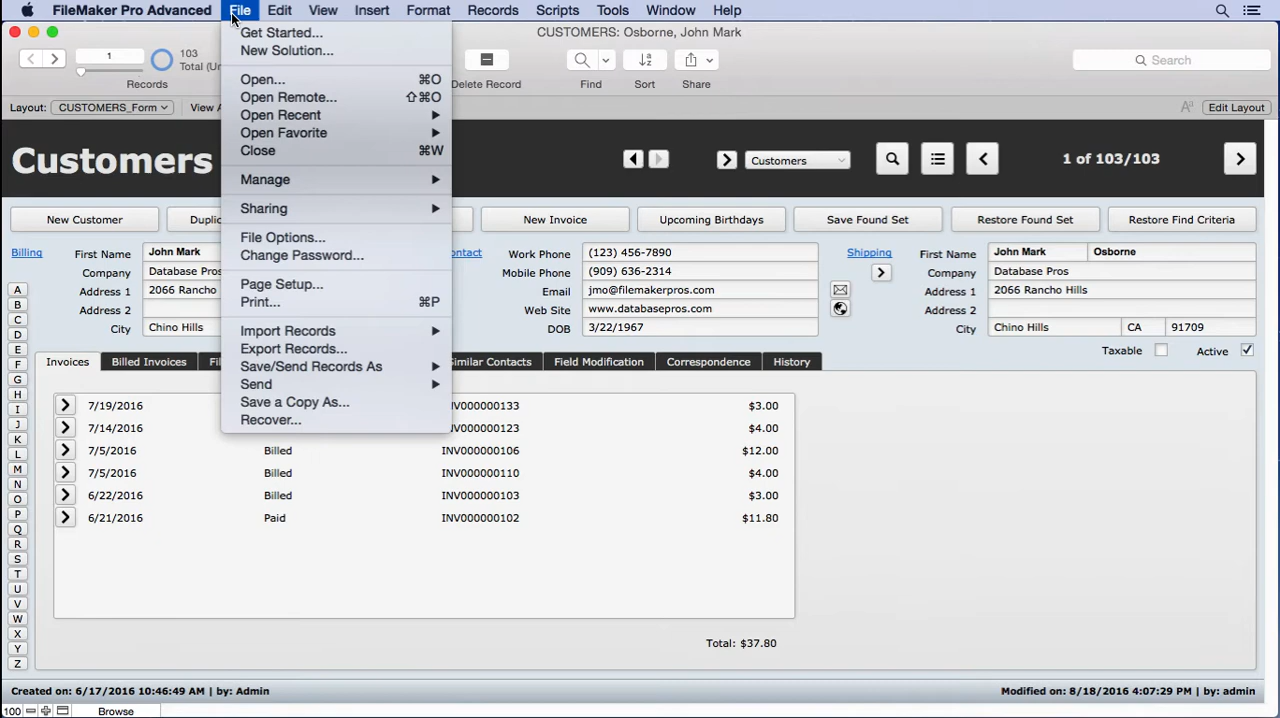 FileMaker Pro Advanced File Edit View Insert Format Records Scripts Tools Window Help
CUSTOMERS: Osborne, John Mark
1
103
Total (Un
Records
Delete Record
Find
Sort
Share
Search
Layout: CUSTOMERS_Form View A
Edit Layout
Get Started...
New Solution...
Open... ⌘O
Open Remote... ⇧⌘O
Open Recent
Open Favorite
Close ⌘W
Manage
Sharing
File Options...
Change Password...
Page Setup...
Print... ⌘P
Import Records
Export Records...
Save/Send Records As
Send
Save a Copy As...
Recover...
Customers
Customers
1 of 103/103
New Customer
Duplic
New Invoice
Upcoming Birthdays
Save Found Set
Restore Found Set
Restore Find Criteria
Billing
First Name John Mark
Company Database Pros
Address 1 2066 Rancho Hills
Address 2
City Chino Hills
ontact
Work Phone (123) 456-7890
Mobile Phone (909) 636-2314
Email jmo@filemakerpros.com
Web Site www.databasepros.com
DOB 3/22/1967
Shipping
First Name John Mark Osborne
Company Database Pros
Address 1 2066 Rancho Hills
Address 2
City Chino Hills CA 91709
Taxable Active
A
B
C
D
E
F
G
H
I
J
K
L
M
N
O
P
Q
R
S
T
U
V
W
X
Y
Z
Invoices Billed Invoices Fil Similar Contacts Field Modification Correspondence History
7/19/2016 INV000000133 $3.00
7/14/2016 INV000000123 $4.00
7/5/2016 Billed INV000000106 $12.00
7/5/2016 Billed INV000000110 $4.00
6/22/2016 Billed INV000000103 $3.00
6/21/2016 Paid INV000000102 $11.80
Total: $37.80
Created on: 6/17/2016 10:46:49 AM | by: Admin
Modified on: 8/18/2016 4:07:29 PM | by: admin
100 Browse